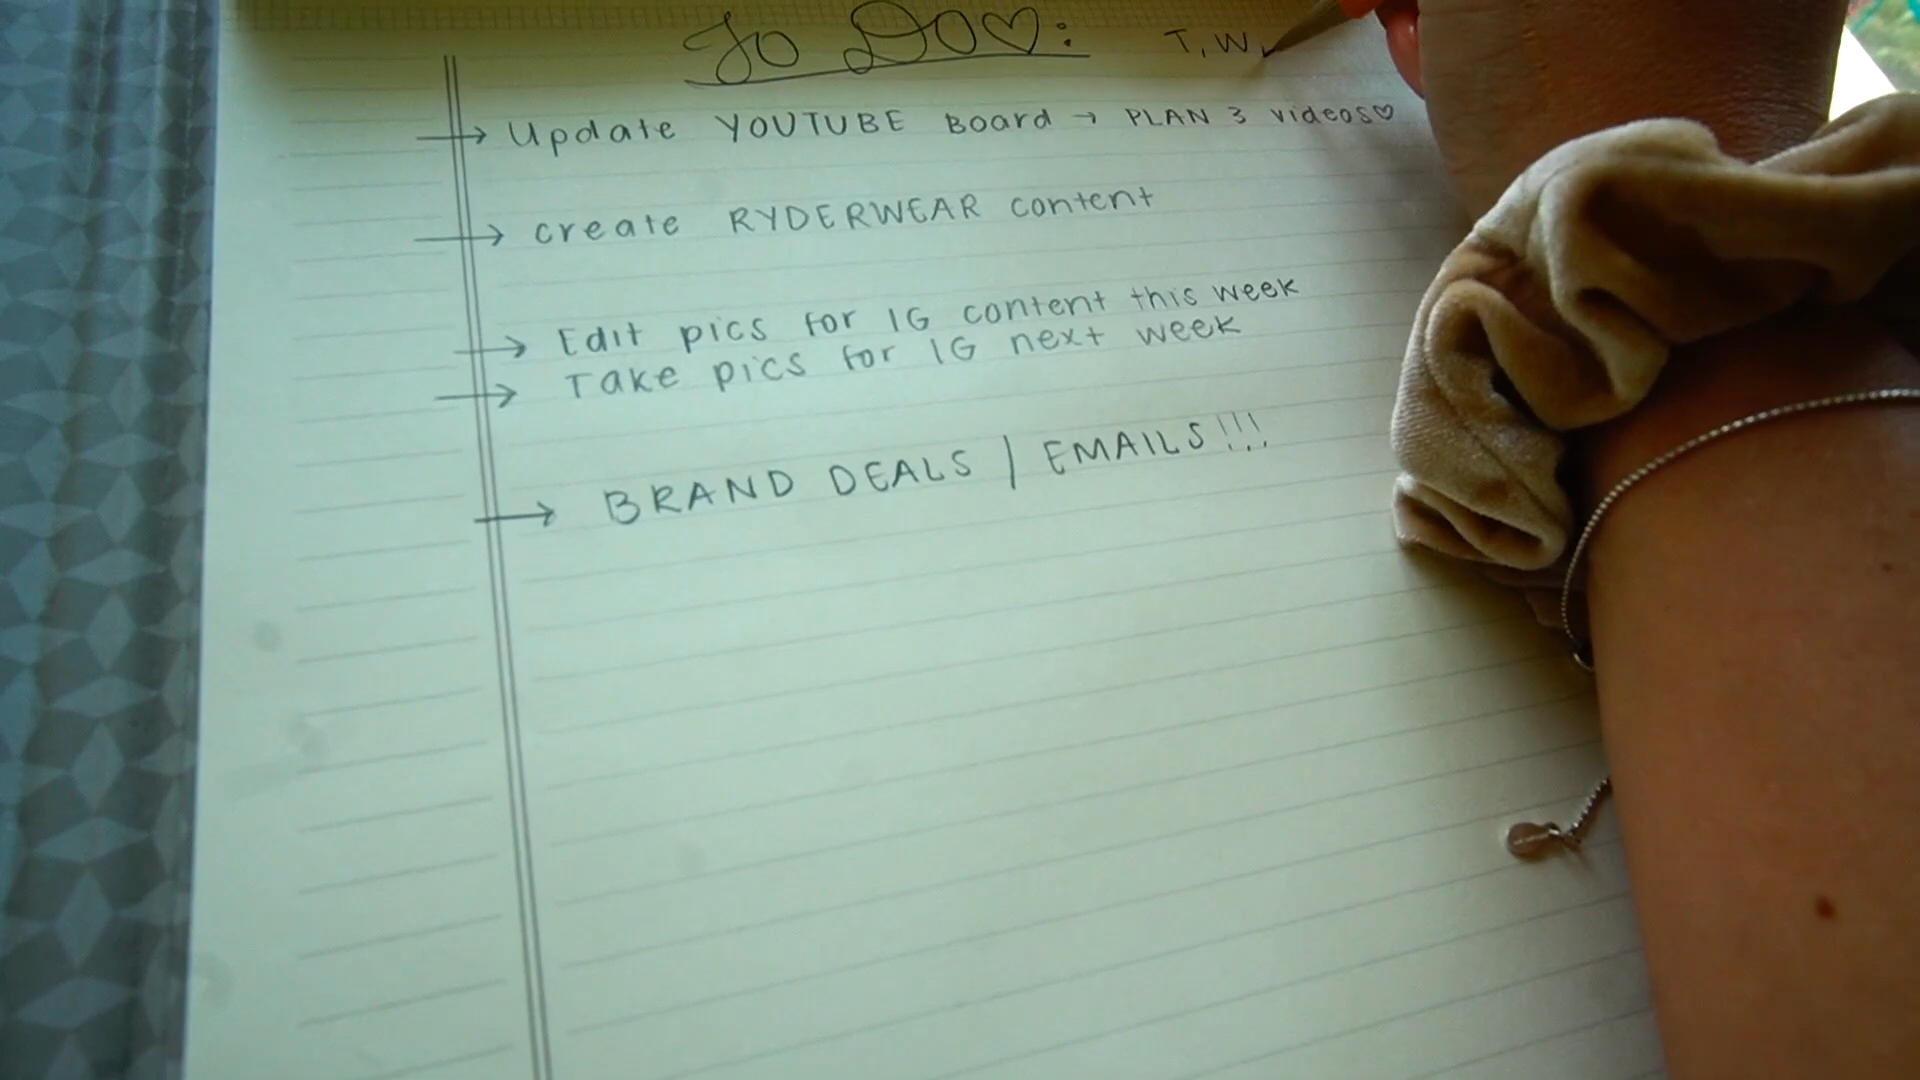 To DO♡: T, W,
→ Update YOUTUBE Board → PLAN 3 videos♡
→ create RYDERWEAR content
→ Edit pics for IG content this week
→ Take pics for IG next week
→ BRAND DEALS / EMAILS!!!